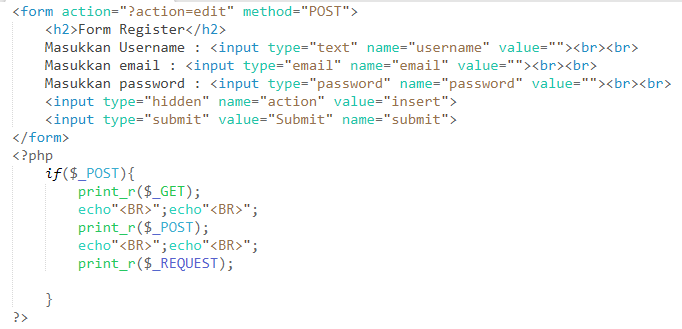 <form action="?action=edit" method="POST">
    <h2>Form Register</h2>
    Masukkan Username : <input type="text" name="username" value=""><br><br>
    Masukkan email : <input type="email" name="email" value=""><br><br>
    Masukkan password : <input type="password" name="password" value=""><br><br>
    <input type="hidden" name="action" value="insert">
    <input type="submit" value="Submit" name="submit">
</form>
<?php
    if($_POST){
        print_r($_GET);
        echo"<BR>";echo"<BR>";
        print_r($_POST);
        echo"<BR>";echo"<BR>";
        print_r($_REQUEST);

    }
?>